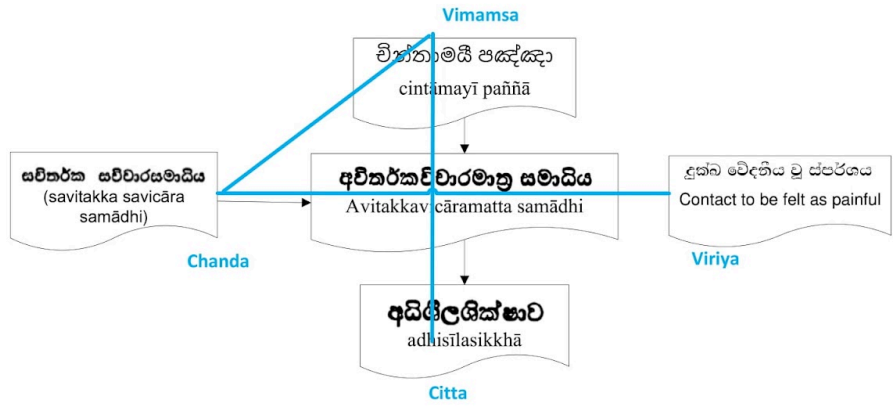 Vimamsa
චින්තාමයී පඤ්ඤා
cintāmayī paññā
සවිතර්ක සවිචාරසමාධිය
(savitakka savicāra
samādhi)
අවිතර්කවිචාරමාත්‍ර සමාධිය
Avitakkavicāramatta samādhi
දුක්ඛ වේදනීය වූ ස්පර්ශය
Contact to be felt as painful
Chanda
Viriya
අධිශීලශික්ෂාව
adhisīlasikkhā
Citta